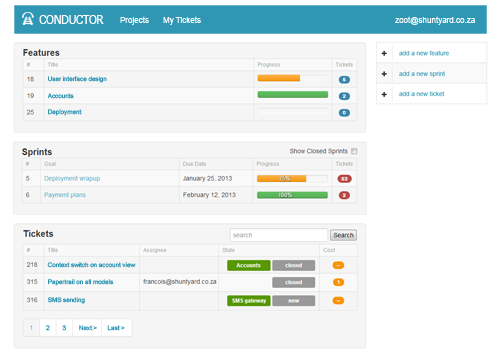 CONDUCTOR Projects My Tickets zoot@shuntyard.co.za
Features
# Title Progress Tickets
18 User interface design 5
19 Accounts 2
25 Deployment 0
+ add a new feature
+ add a new sprint
+ add a new ticket
Sprints Show Closed Sprints
# Goal Due Date Progress Tickets
5 Deployment wrapup January 25, 2013 63
6 Payment plans February 12, 2013 100% 2
Tickets search Search
# Title Assignee State Cost
218 Context switch on account view Accounts closed --
315 Papertrail on all models francois@shuntyard.co.za closed 1
316 SMS sending SMS gateway new --
1 2 3 Next > Last >